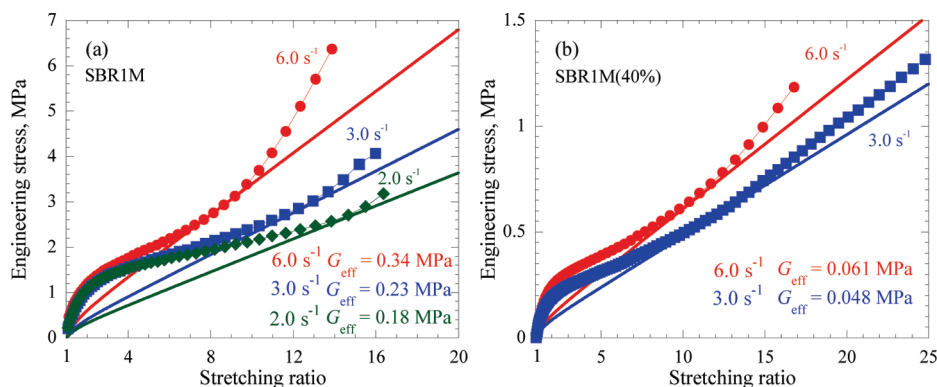 (a)
SBR1M
6.0 s⁻¹
3.0 s⁻¹
2.0 s⁻¹
6.0 s⁻¹ G_eff = 0.34 MPa
3.0 s⁻¹ G_eff = 0.23 MPa
2.0 s⁻¹ G_eff = 0.18 MPa
Engineering stress, MPa
7
6
5
4
3
2
1
0
1 4 8 12 16 20
Stretching ratio
(b)
SBR1M(40%)
6.0 s⁻¹
3.0 s⁻¹
6.0 s⁻¹ G_eff = 0.061 MPa
3.0 s⁻¹ G_eff = 0.048 MPa
Engineering stress, MPa
1.5
1
0.5
0
1 5 10 15 20 25
Stretching ratio